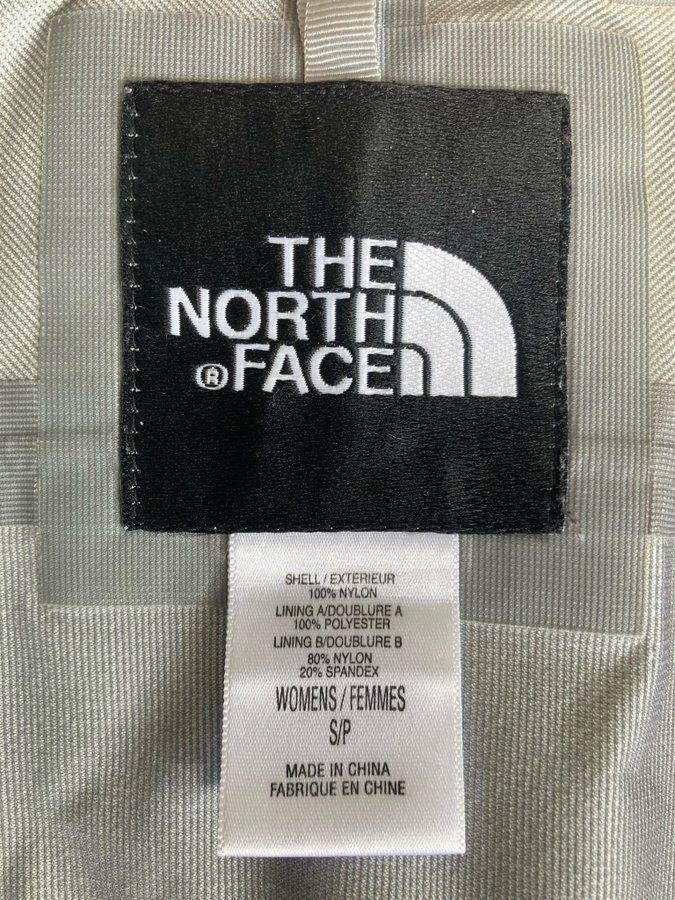 THE
NORTH
® FACE
SHELL / EXTERIEUR
100% NYLON
LINING A/DOUBLURE A
100% POLYESTER
LINING B/DOUBLURE B
80% NYLON
20% SPANDEX
WOMENS / FEMMES
S/P
MADE IN CHINA
FABRIQUE EN CHINE